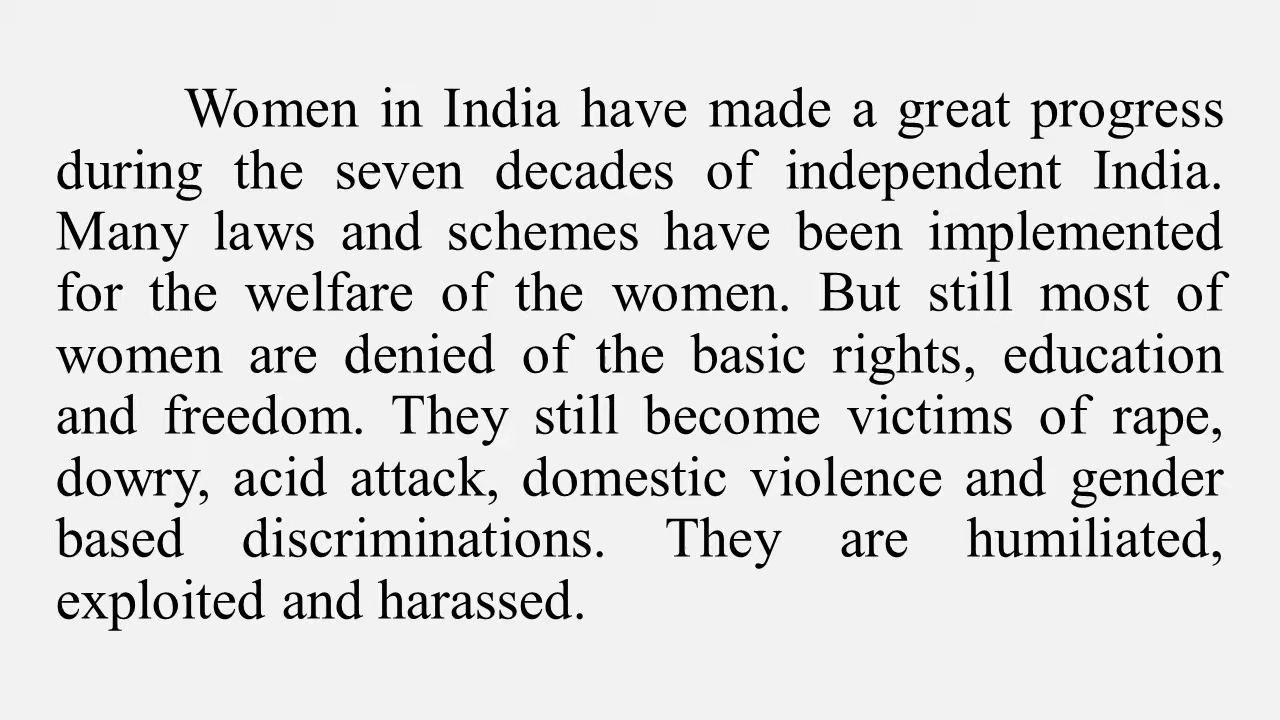 Women in India have made a great progress
during the seven decades of independent India.
Many laws and schemes have been implemented
for the welfare of the women. But still most of
women are denied of the basic rights, education
and freedom. They still become victims of rape,
dowry, acid attack, domestic violence and gender
based discriminations. They are humiliated,
exploited and harassed.